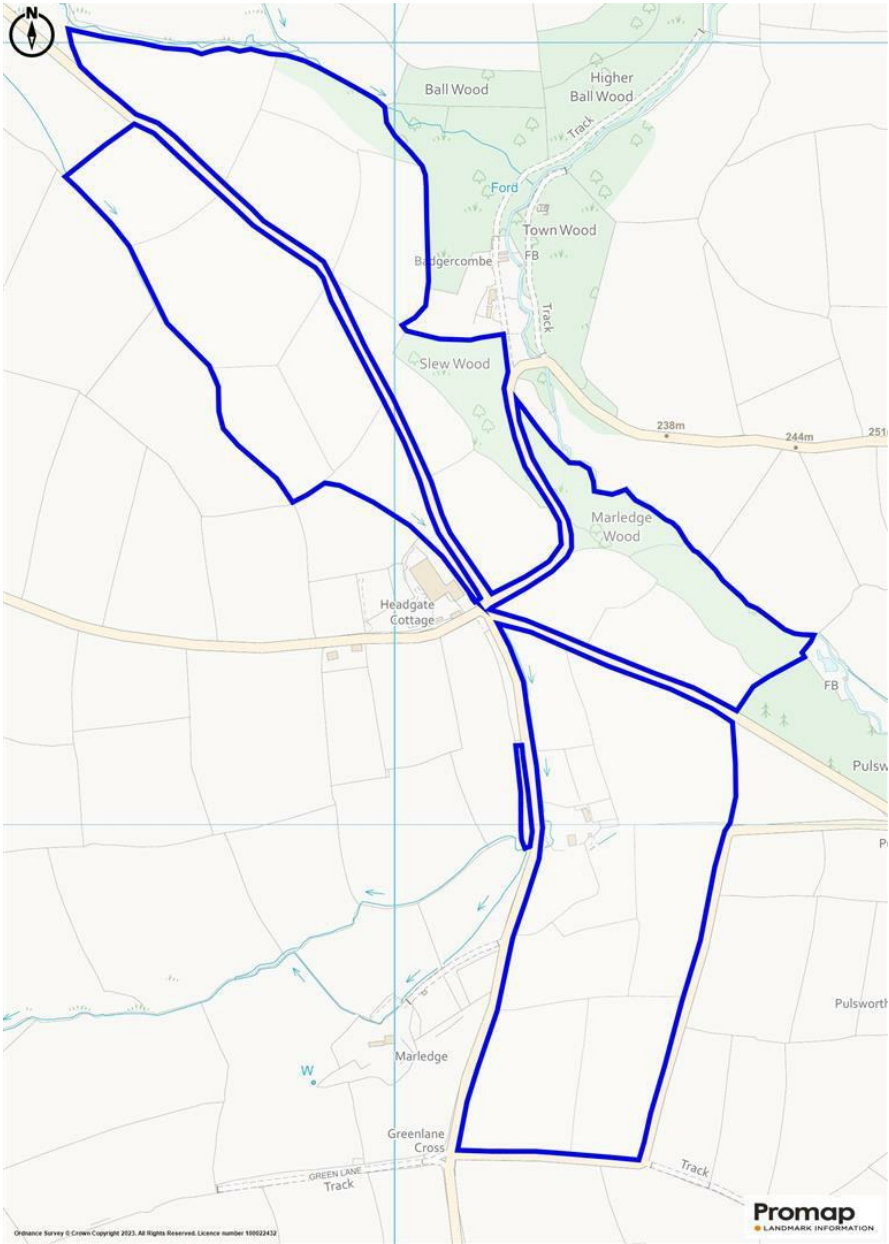 N
Ball Wood
Higher
Ball Wood
Track
Ford
Town Wood
Badgercombe
FB
Track
Slew Wood
238m
244m
251
Marledge
Wood
Headgate
Cottage
FB
Pulsw
P
Pulsworth
Marledge
W
Greenlane
Cross
GREEN LANE
Track
Track
Promap
LANDMARK INFORMATION
Ordnance Survey © Crown Copyright 2023. All Rights Reserved. Licence number 100022432